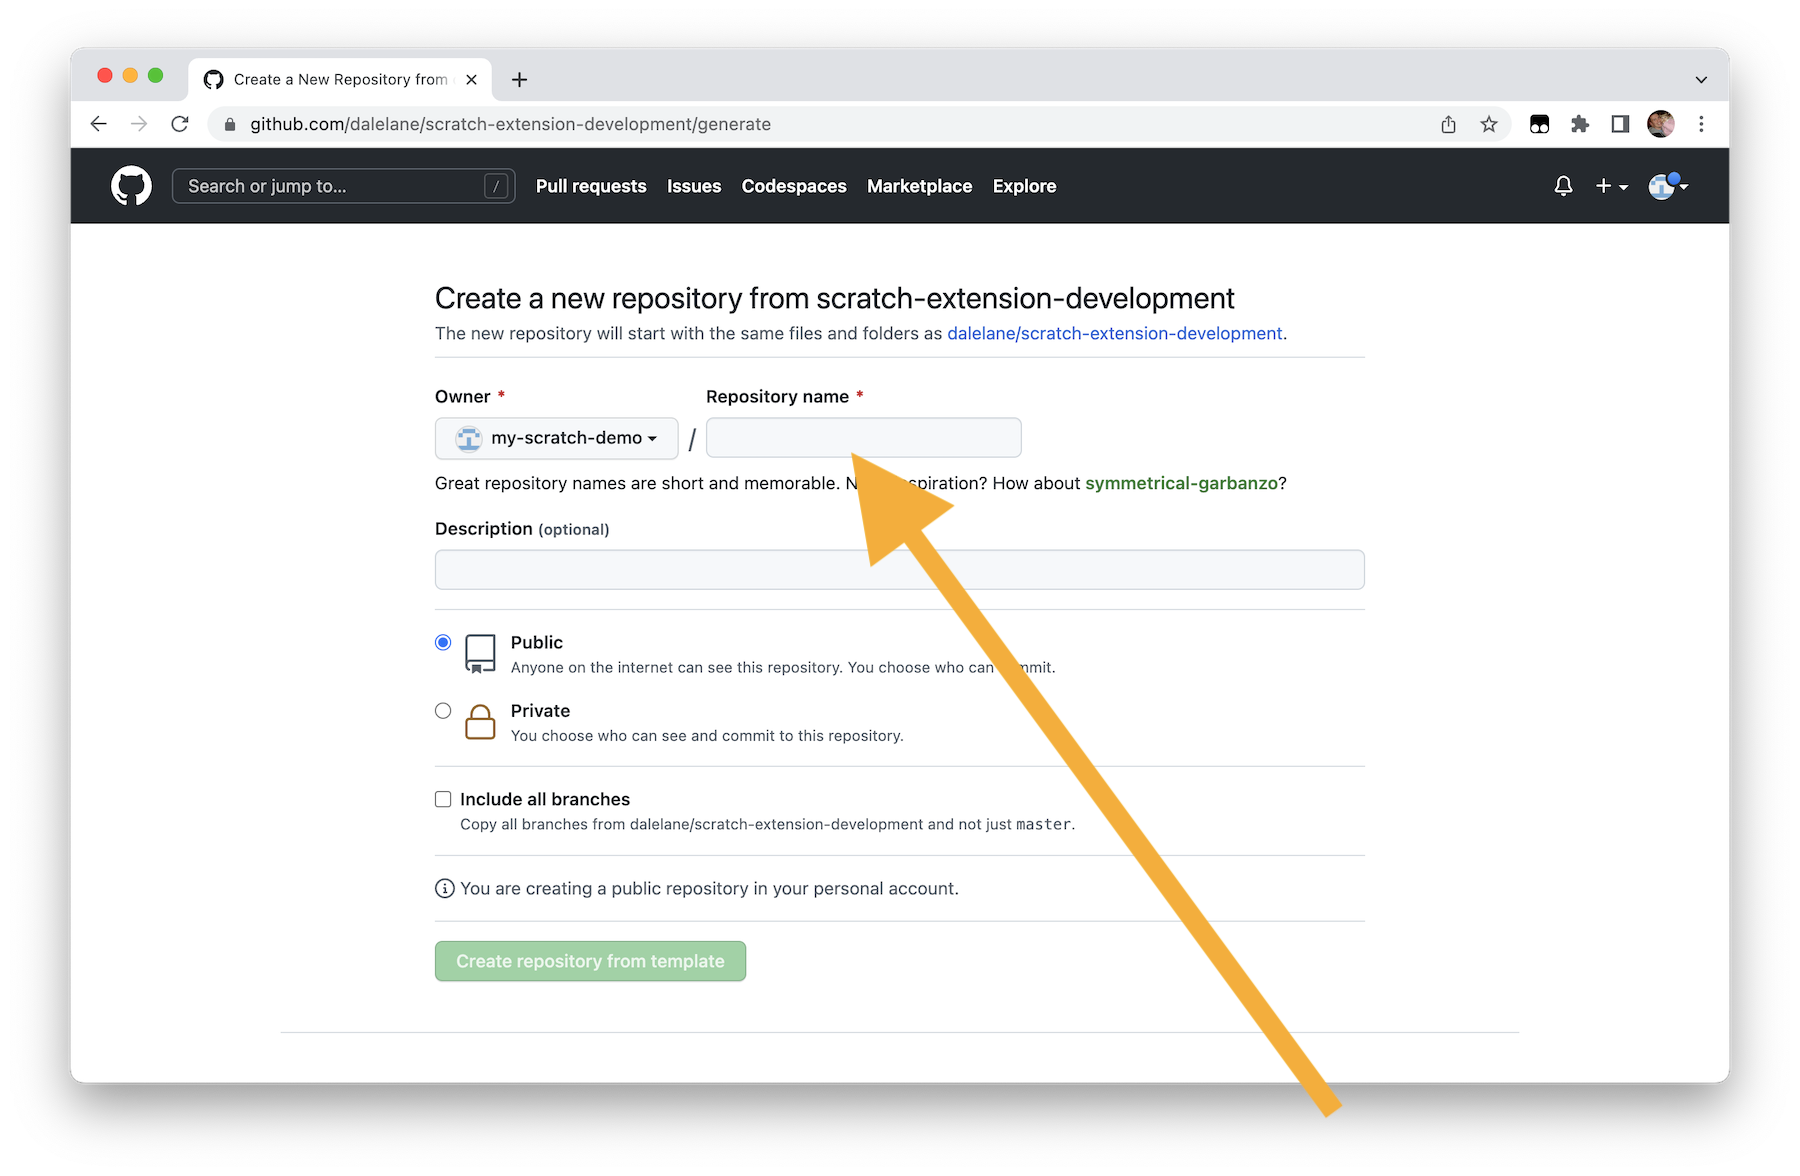 Create a New Repository from
github.com/dalelane/scratch-extension-development/generate
Search or jump to... /
Pull requests Issues Codespaces Marketplace Explore
Create a new repository from scratch-extension-development
The new repository will start with the same files and folders as dalelane/scratch-extension-development.
Owner * Repository name *
my-scratch-demo /
Great repository names are short and memorable. How about symmetrical-garbanzo?
Description (optional)
Public
Anyone on the internet can see this repository. You choose who can
Private
You choose who can see and commit to this repository.
Include all branches
Copy all branches from dalelane/scratch-extension-development and not just master.
You are creating a public repository in your personal account.
Create repository from template